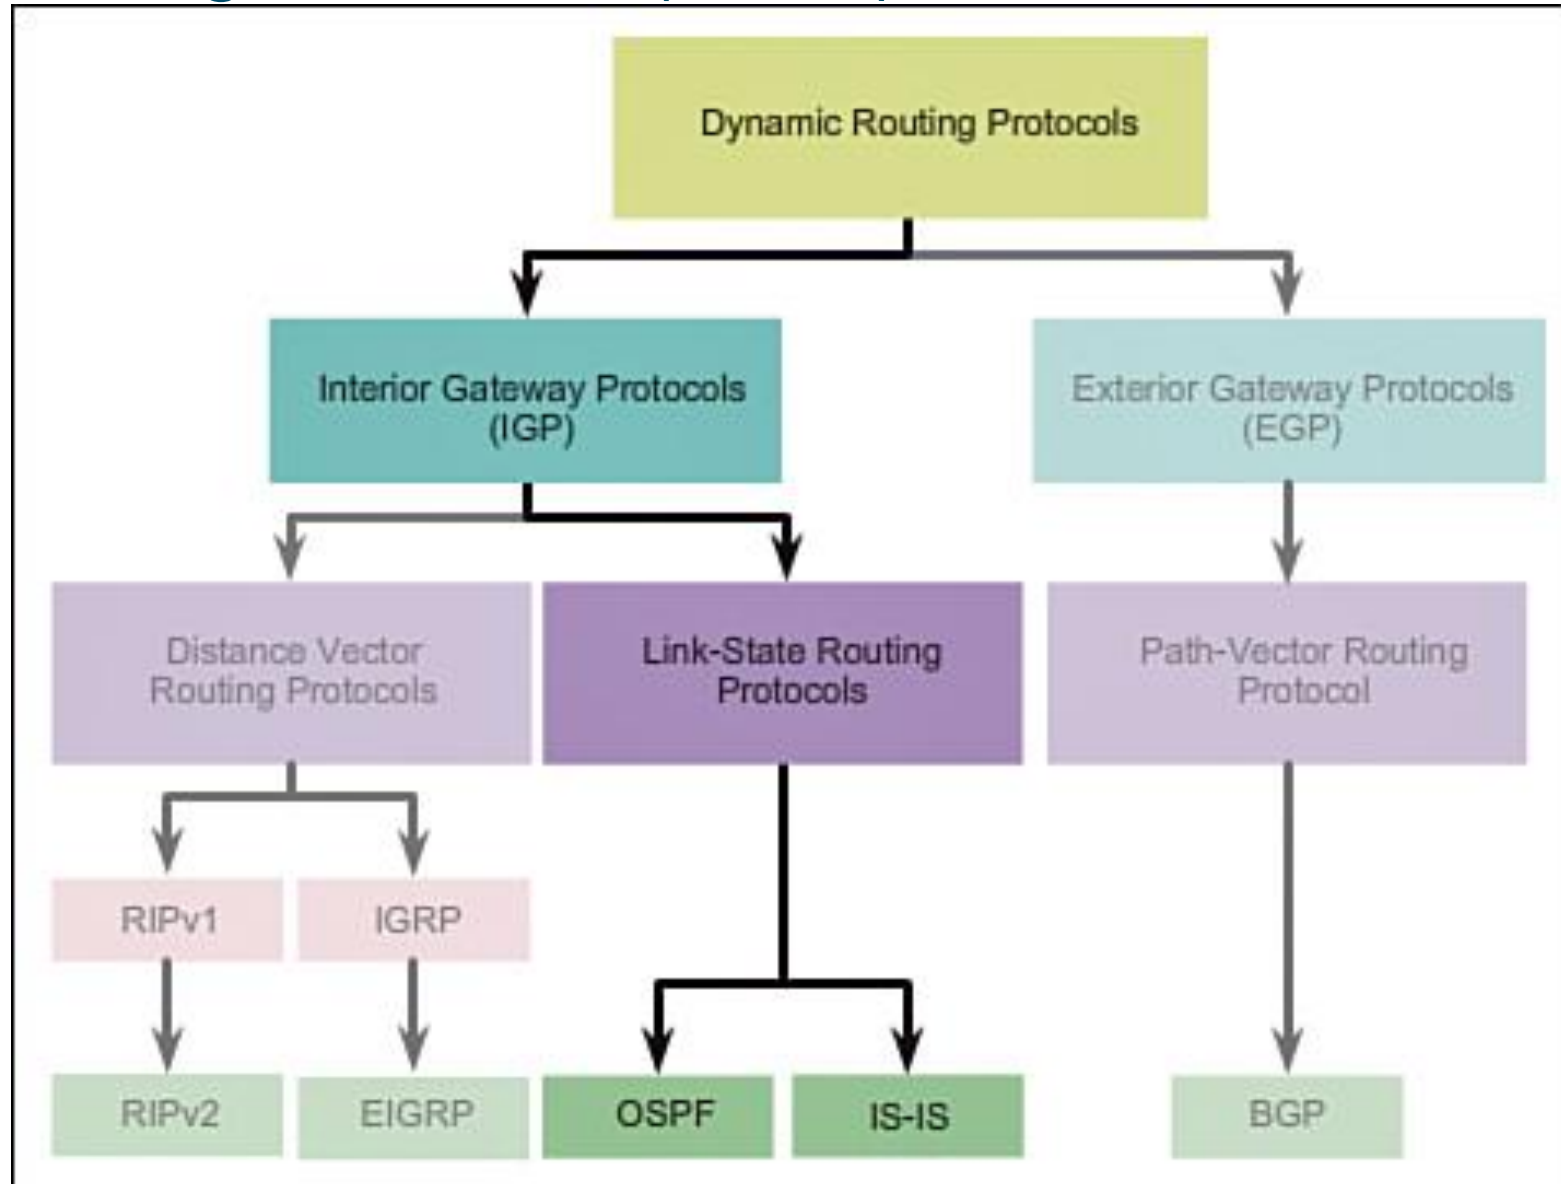 Dynamic Routing Protocols
Interior Gateway Protocols
(IGP)
Exterior Gateway Protocols
(EGP)
Distance Vector
Routing Protocols
Link-State Routing
Protocols
Path-Vector Routing
Protocol
RIPv1
IGRP
RIPv2
EIGRP
OSPF
IS-IS
BGP